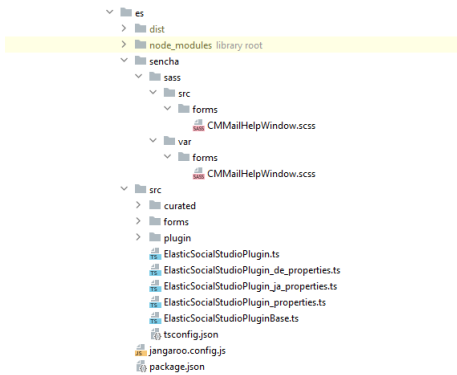 es
dist
node_modules library root
sencha
sass
src
forms
CMMailHelpWindow.scss
var
forms
CMMailHelpWindow.scss
src
curated
forms
plugin
ElasticSocialStudioPlugin.ts
ElasticSocialStudioPlugin_de_properties.ts
ElasticSocialStudioPlugin_ja_properties.ts
ElasticSocialStudioPlugin_properties.ts
ElasticSocialStudioPluginBase.ts
tsconfig.json
jangaroo.config.js
package.json